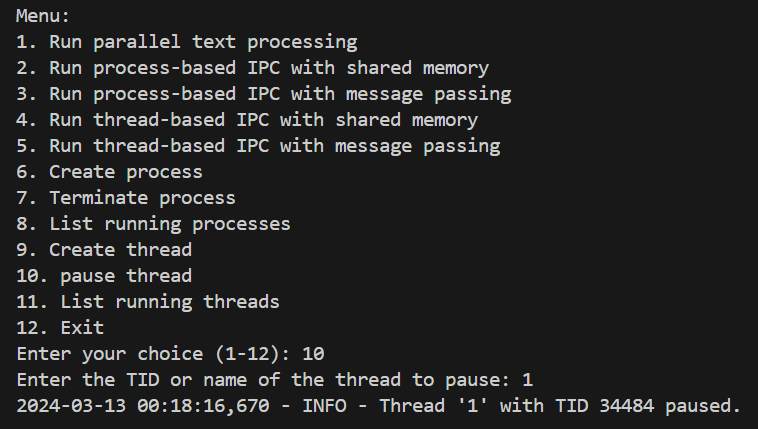 Menu:
1. Run parallel text processing
2. Run process-based IPC with shared memory
3. Run process-based IPC with message passing
4. Run thread-based IPC with shared memory
5. Run thread-based IPC with message passing
6. Create process
7. Terminate process
8. List running processes
9. Create thread
10. pause thread
11. List running threads
12. Exit
Enter your choice (1-12): 10
Enter the TID or name of the thread to pause: 1
2024-03-13 00:18:16,670 - INFO - Thread '1' with TID 34484 paused.